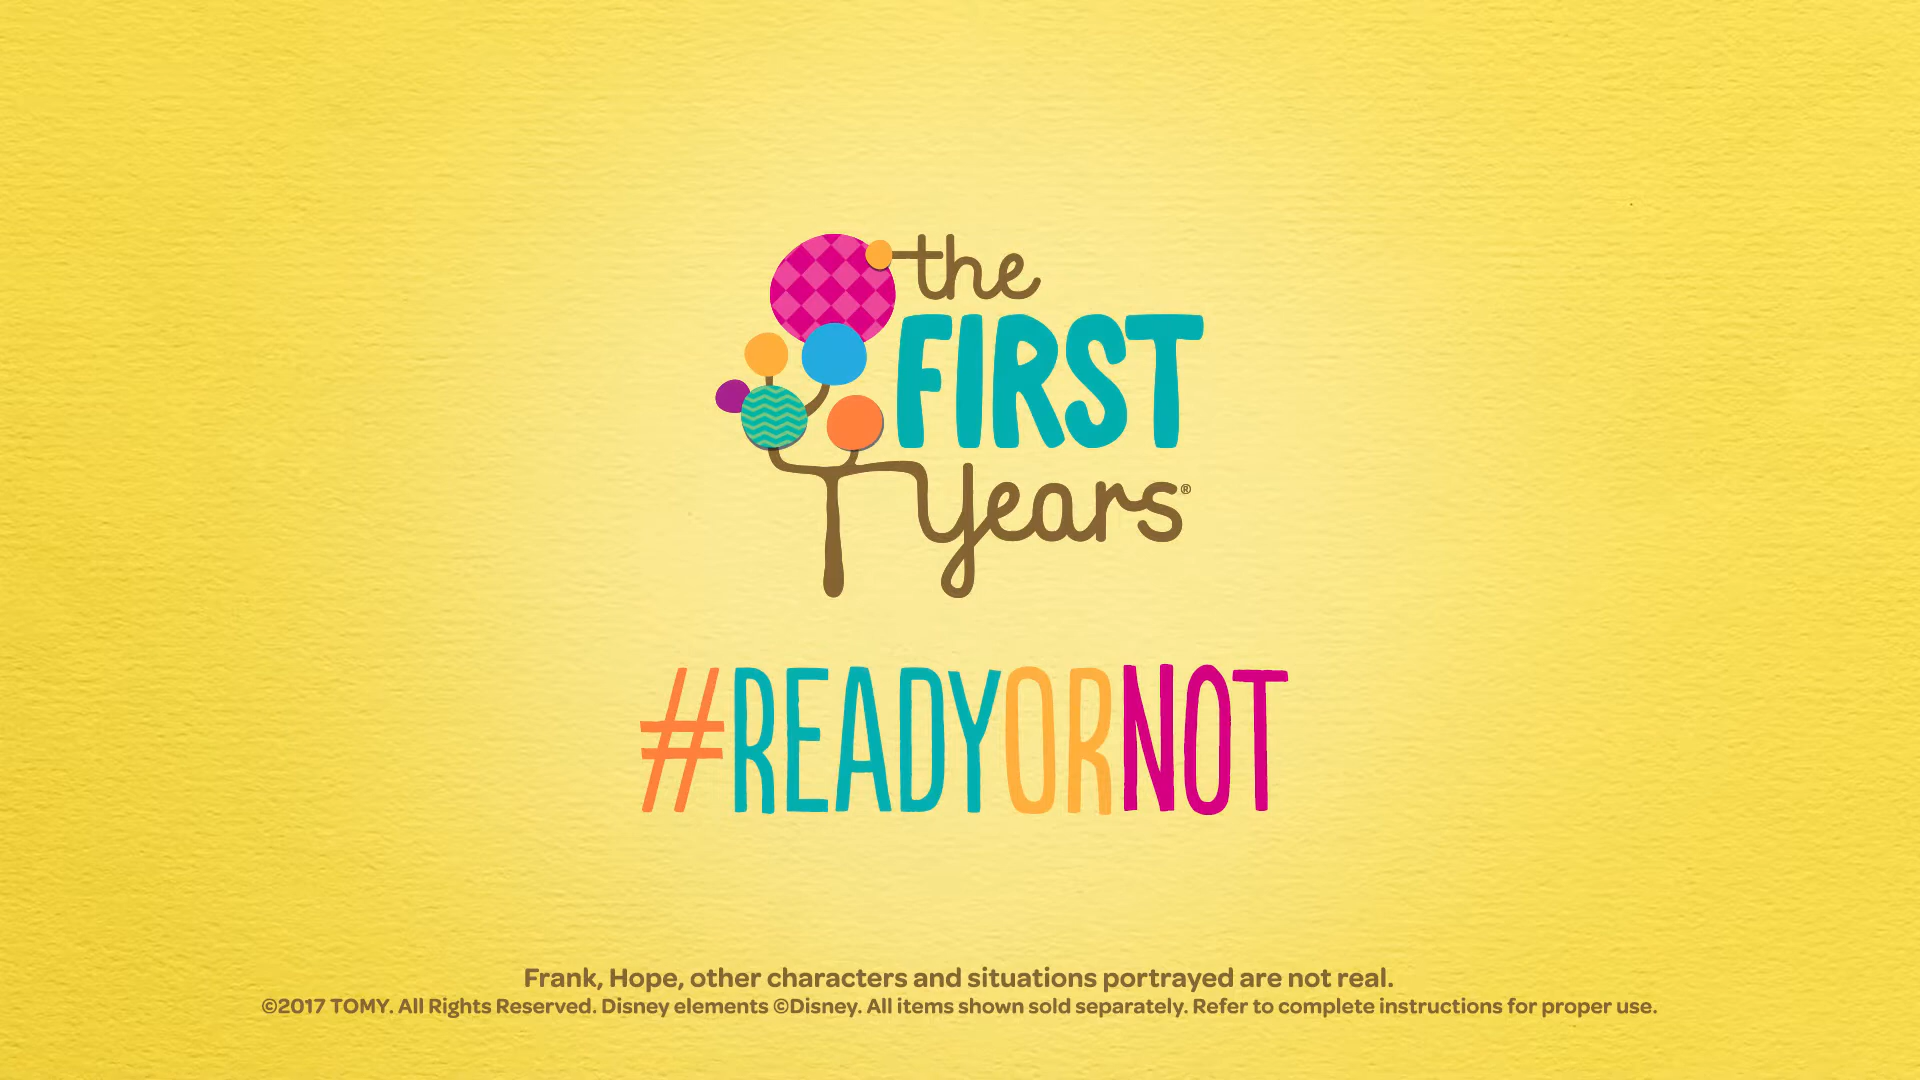 the
FIRST
Years®
#READYORNOT
Frank, Hope, other characters and situations portrayed are not real.
©2017 TOMY. All Rights Reserved. Disney elements ©Disney. All items shown sold separately. Refer to complete instructions for proper use.